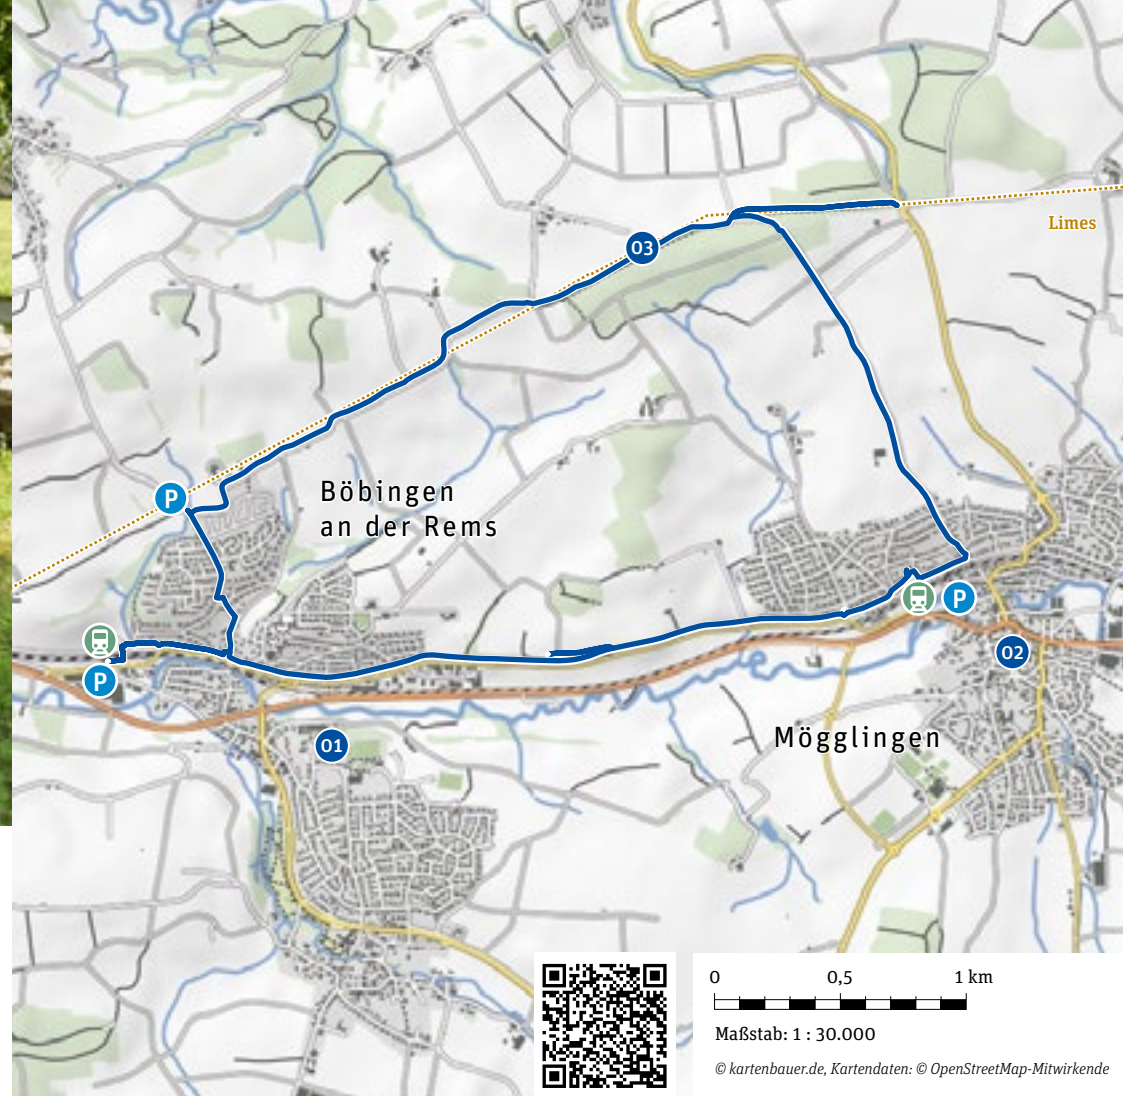 Limes
03
Böbingen
an der Rems
P
P
P
02
Mögglingen
01
0 0,5 1 km
Maßstab: 1 : 30.000
© kartenbauer.de, Kartendaten: © OpenStreetMap-Mitwirkende